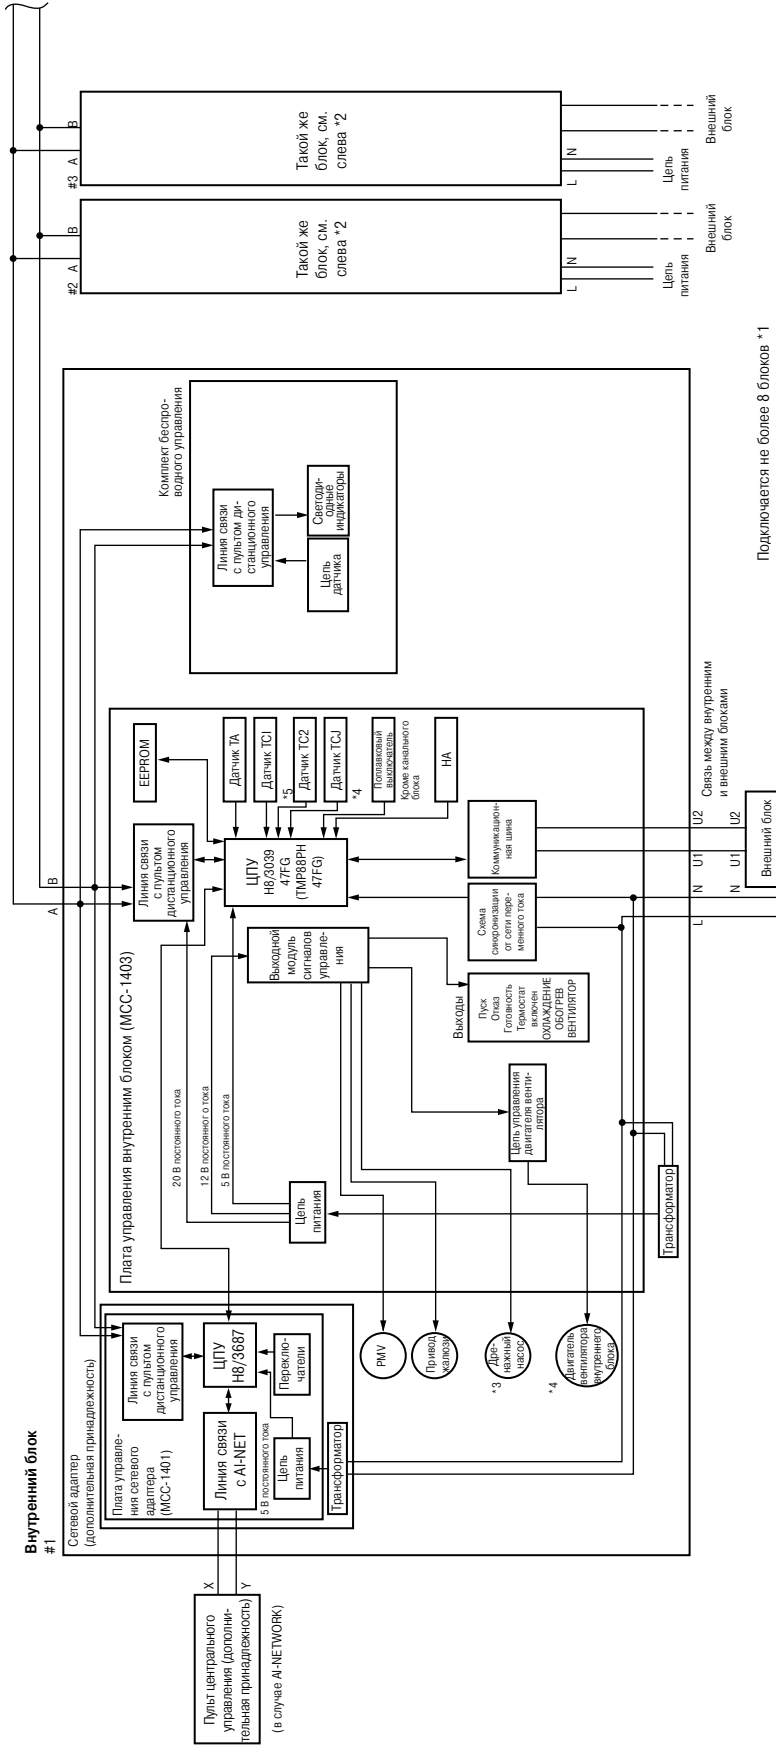 Внутренний блок
#1
Сетевой адаптер
(дополнительная принадлежность)
Плата управле-
ния сетевого
адаптера
(MCC-1401)
Линия связи
с пультом
дистанционного
управления
ЦПУ
H8/3687
Переклю-
чатели
Линия связи
с AI-NET
5 В постоянного тока
Цепь
питания
Трансформатор
Пульт центрального
управления (дополни-
тельная принадлежность)
(в случае AI-NETWORK)
X
Y
Плата управления внутренним блоком (MCC-1403)
20 В постоянного тока
12 В постоянного тока
5 В постоянного тока
Цепь
питания
Линия связи
с пультом
дистанционного
управления
EEPROM
ЦПУ
H8/3039
47FG
(TMP88PH
47FG)
Датчик TA
Датчик TC1
*5
Датчик TC2
Датчик TCJ
*4
Поплавковый
выключатель
Кроме канального
блока
HA
Выходной
модуль
сигналов
управле-
ния
Коммуникацион-
ная шина
Схема
синоронизации
от сети пере-
менного тока
Выходы
Пуск
Отказ
Готовность
Термостат
включен
ОХЛАЖДЕНИЕ
ОБОГРЕВ
ВЕНТИЛЯТОР
Цепь управления
двигателя венти-
лятора
Трансформатор
PMV
Привод
жалюзи
*3
Дре-
нажный
насос
*4
Двигатель
вентилятора
внутреннего
блока
A
B
Комплект беспро-
водного управления
Линия связи
с пультом ди-
станционного
управления
Светоди-
одные
индикаторы
Цепь
датчика
Связь между внутренним
и внешним блоками
L
N
U1
U2
N
U1
U2
Внешний блок
Подключается не более 8 блоков *1
#2
A
B
Такой же
блок, см.
слева *2
L
N
Цепь
питания
Внешний
блок
#3
A
B
Такой же
блок, см.
слева *2
L
N
Цепь
питания
Внешний
блок